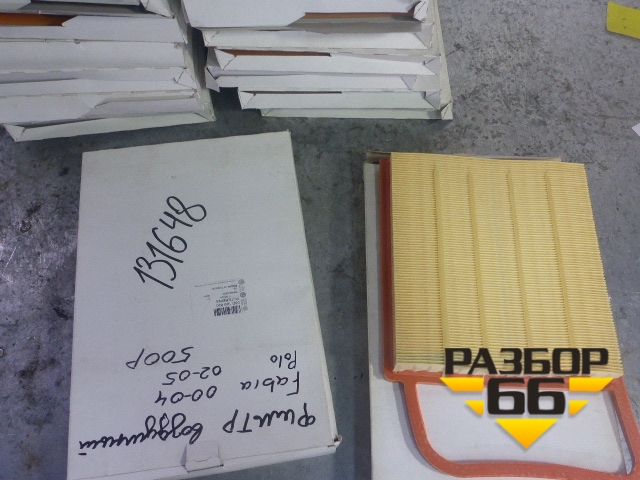 131648
Фильтр воздушный
Fabia 00-04
Polo 02-05
500р
РАЗБОР
66